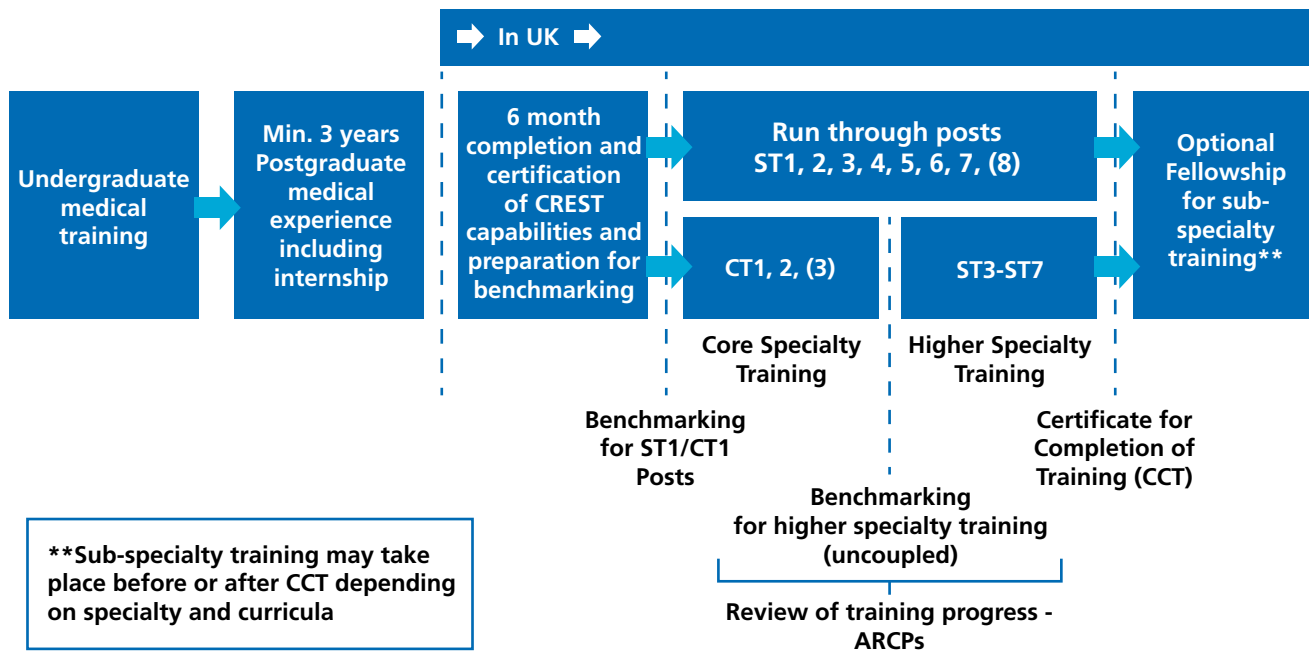 In UK
Undergraduate
medical
training
Min. 3 years
Postgraduate
medical
experience
including
internship
6 month
completion and
certification
of CREST
capabilities and
preparation for
benchmarking
Run through posts
ST1, 2, 3, 4, 5, 6, 7, (8)
CT1, 2, (3)
ST3-ST7
Optional
Fellowship
for sub-
specialty
training**
Core Specialty
Training
Higher Specialty
Training
Benchmarking
for ST1/CT1
Posts
Certificate for
Completion of
Training (CCT)
Benchmarking
for higher specialty training
(uncoupled)
Review of training progress -
ARCPs
**Sub-specialty training may take
place before or after CCT depending
on specialty and curricula